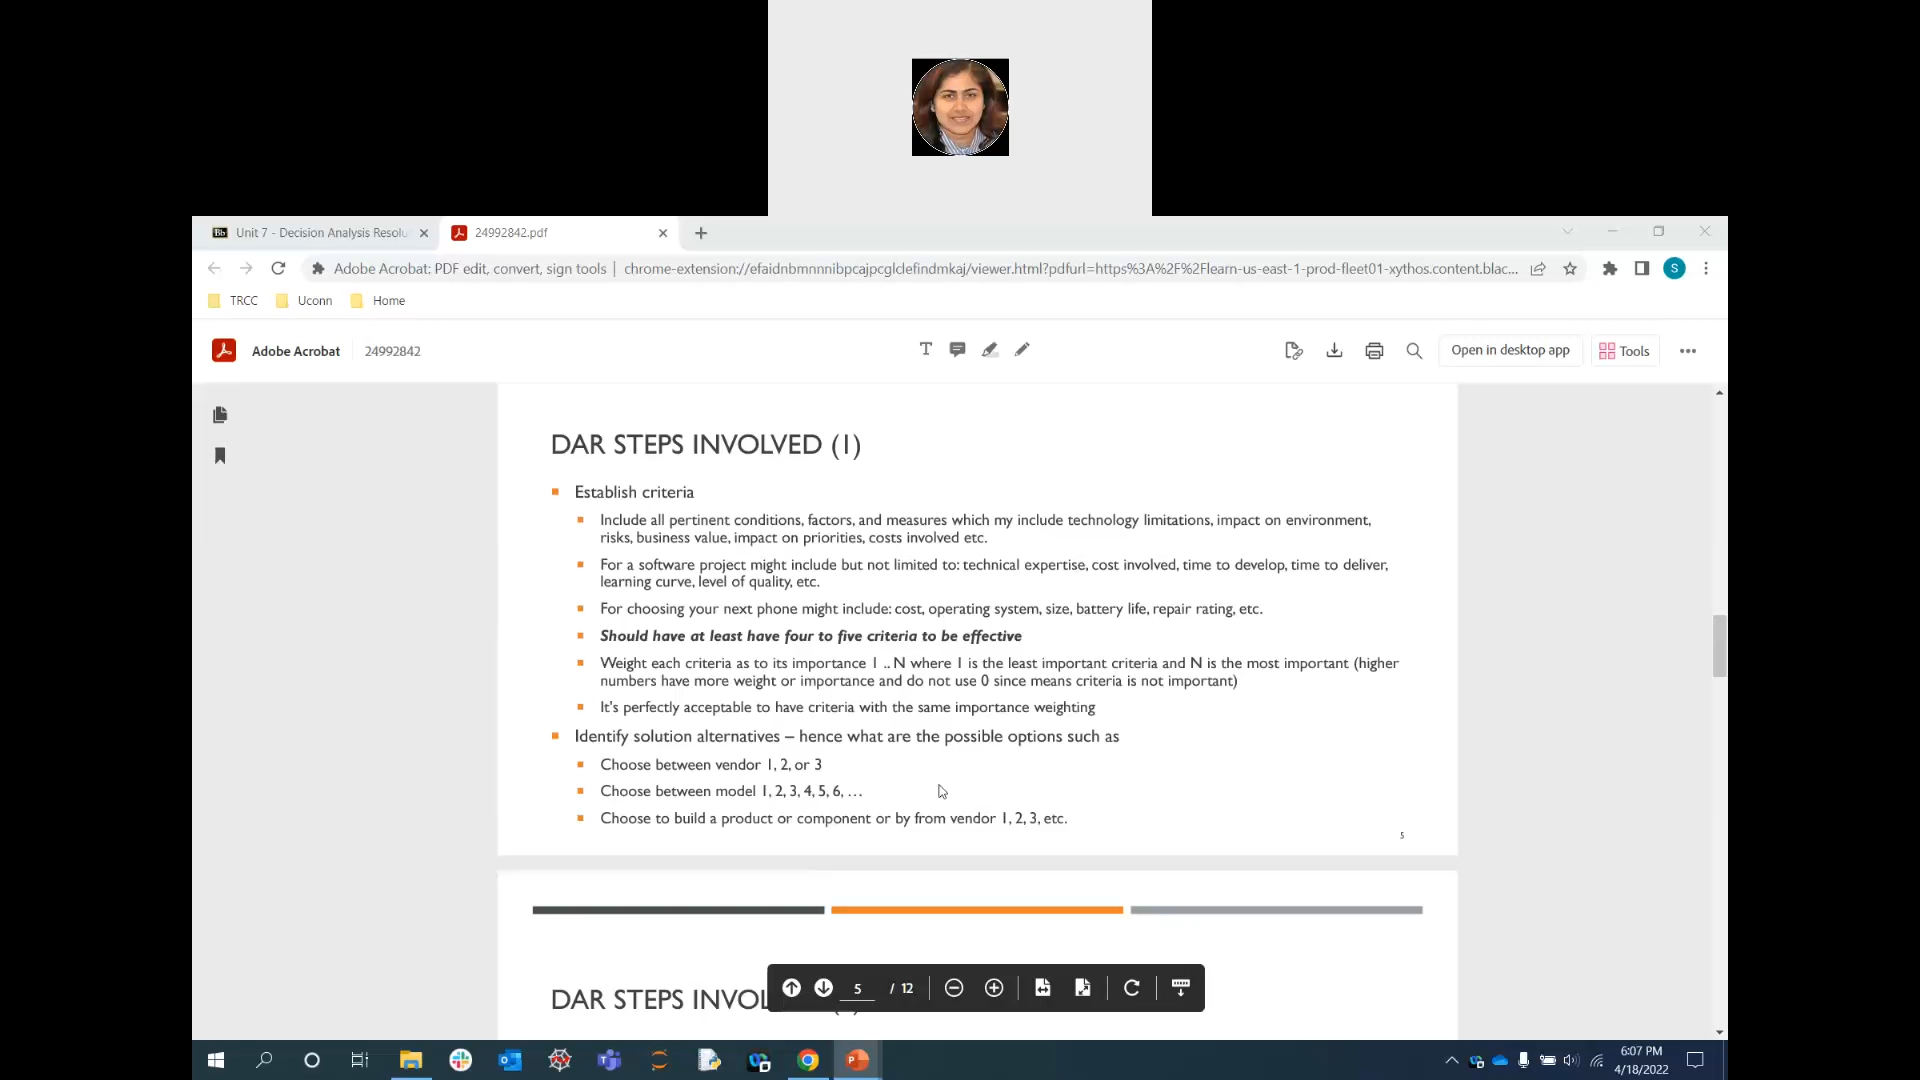 Unit 7 - Decision Analysis Resolu
24992842.pdf
Adobe Acrobat: PDF edit, convert, sign tools | chrome-extension://efaidnbmnnnibpcajpcglclefindmkaj/viewer.html?pdfurl=https%3A%2F%2Flearn-us-east-1-prod-fleet01-xythos.content.blac...
S
TRCC Uconn Home
Adobe Acrobat 24992842
Open in desktop app
Tools
DAR STEPS INVOLVED (1)
Establish criteria
Include all pertinent conditions, factors, and measures which my include technology limitations, impact on environment,
risks, business value, impact on priorities, costs involved etc.
For a software project might include but not limited to: technical expertise, cost involved, time to develop, time to deliver,
learning curve, level of quality, etc.
For choosing your next phone might include: cost, operating system, size, battery life, repair rating, etc.
Should have at least have four to five criteria to be effective
Weight each criteria as to its importance 1 .. N where 1 is the least important criteria and N is the most important (higher
numbers have more weight or importance and do not use 0 since means criteria is not important)
It's perfectly acceptable to have criteria with the same importance weighting
Identify solution alternatives – hence what are the possible options such as
Choose between vendor 1, 2, or 3
Choose between model 1, 2, 3, 4, 5, 6, …
Choose to build a product or component or by from vendor 1, 2, 3, etc.
5
5 / 12
DAR STEPS INVOL
6:07 PM
4/18/2022